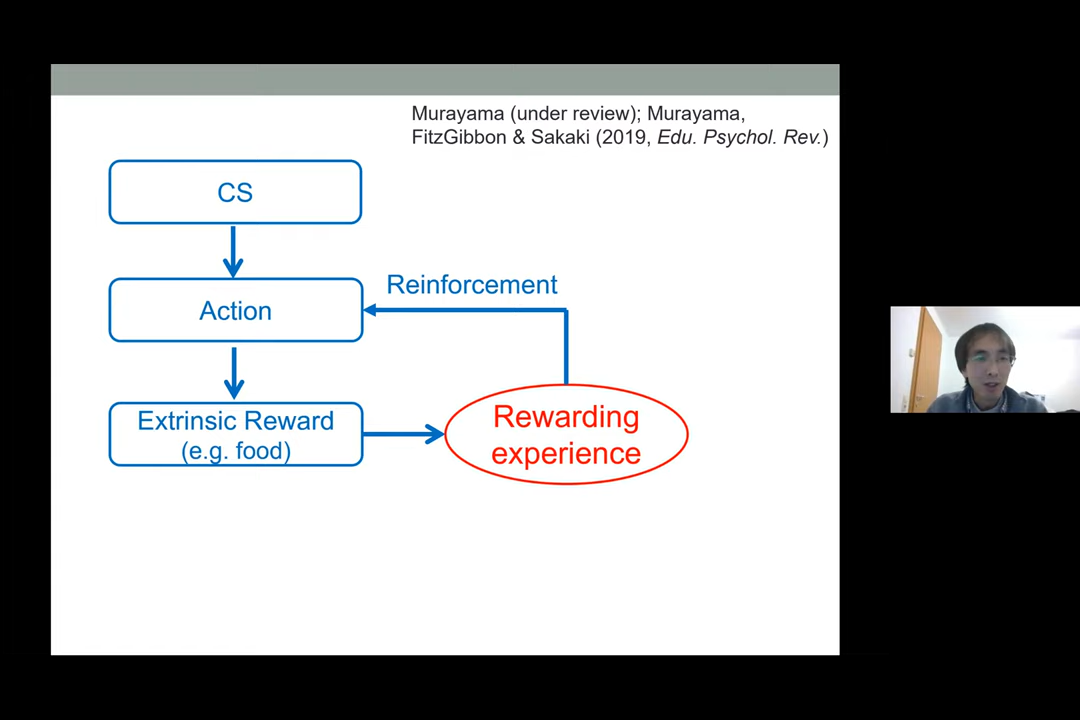 Murayama (under review); Murayama,
FitzGibbon & Sakaki (2019, Edu. Psychol. Rev.)
CS
Reinforcement
Action
Extrinsic Reward
(e.g. food)
Rewarding
experience